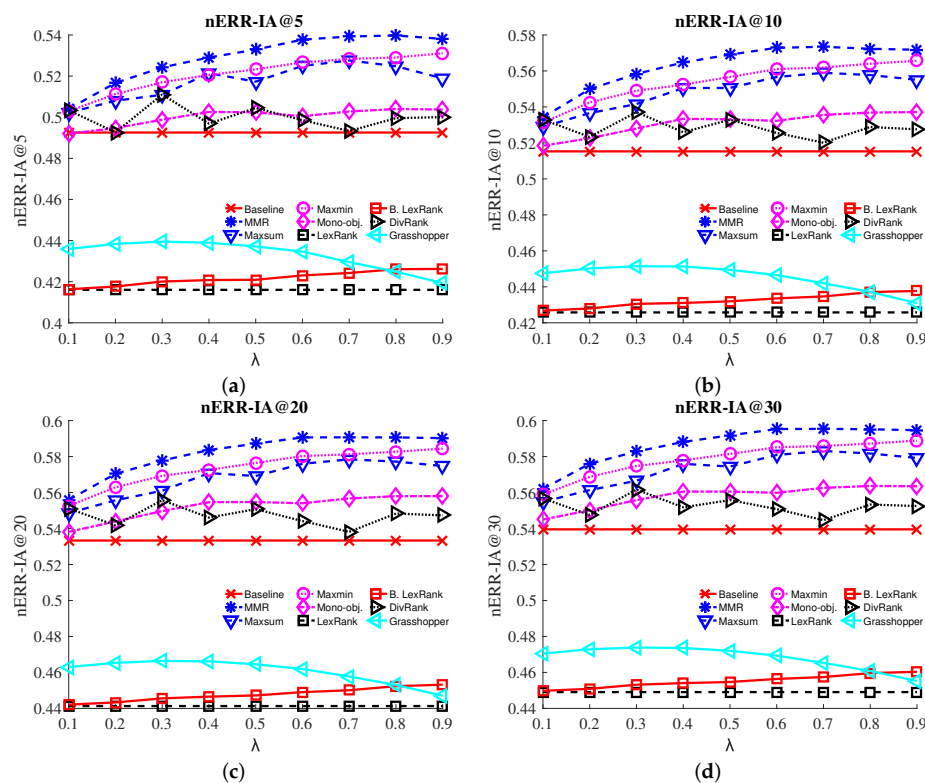 nERR-IA@5
nERR-IA@5
0.54
0.52
0.5
0.48
0.46
0.44
0.42
0.4
Baseline Maxmin B. LexRank
MMR Mono-obj. DivRank
Maxsum LexRank Grasshopper
0.1 0.2 0.3 0.4 0.5 0.6 0.7 0.8 0.9
λ
(a)
nERR-IA@10
nERR-IA@10
0.58
0.56
0.54
0.52
0.5
0.48
0.46
0.44
0.42
Baseline Maxmin B. LexRank
MMR Mono-obj. DivRank
Maxsum LexRank Grasshopper
0.1 0.2 0.3 0.4 0.5 0.6 0.7 0.8 0.9
λ
(b)
nERR-IA@20
nERR-IA@20
0.6
0.58
0.56
0.54
0.52
0.5
0.48
0.46
0.44
Baseline Maxmin B. LexRank
MMR Mono-obj. DivRank
Maxsum LexRank Grasshopper
0.1 0.2 0.3 0.4 0.5 0.6 0.7 0.8 0.9
λ
(c)
nERR-IA@30
nERR-IA@30
0.6
0.58
0.56
0.54
0.52
0.5
0.48
0.46
0.44
Baseline Maxmin B. LexRank
MMR Mono-obj. DivRank
Maxsum LexRank Grasshopper
0.1 0.2 0.3 0.4 0.5 0.6 0.7 0.8 0.9
λ
(d)